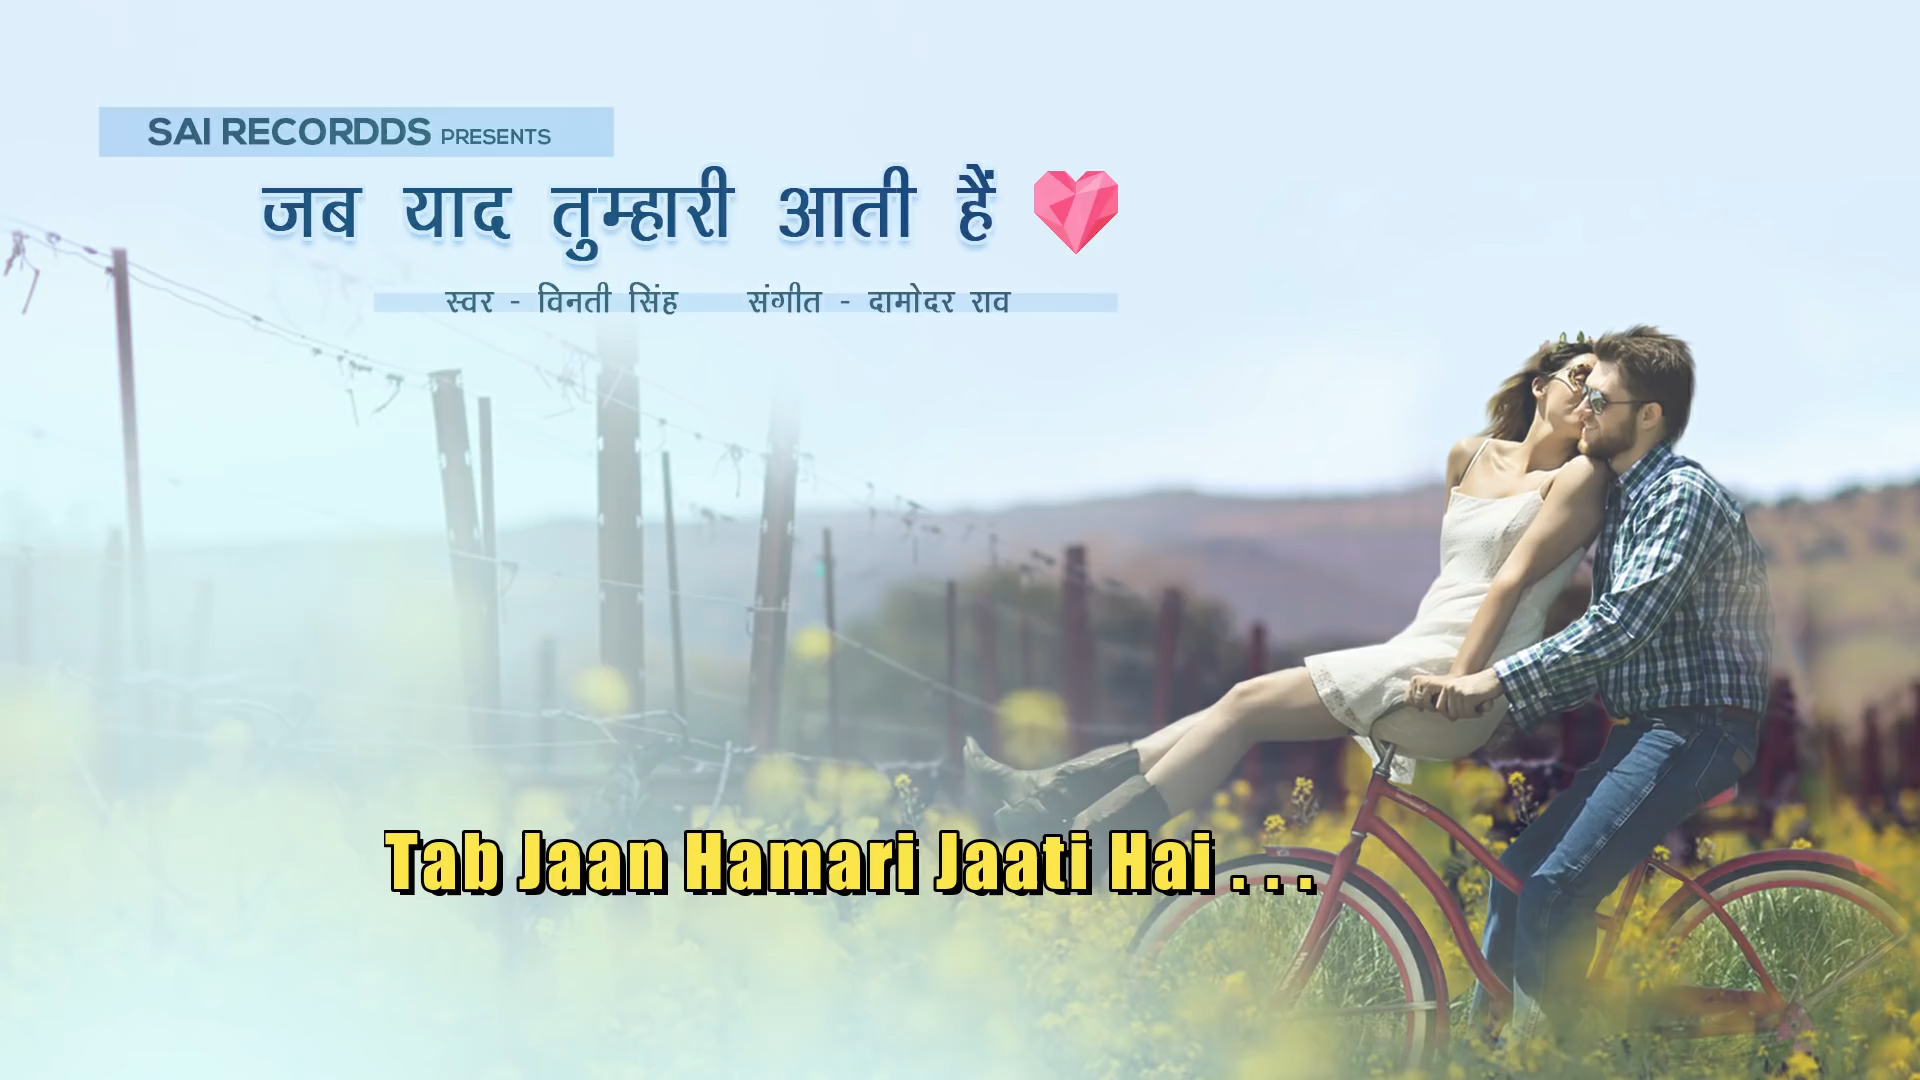 SAI RECORDDS PRESENTS
जब याद तुम्हारी आती हैं
स्वर - विनती सिंह संगीत - दामोदर राव
Tab Jaan Hamari Jaati Hai . . .